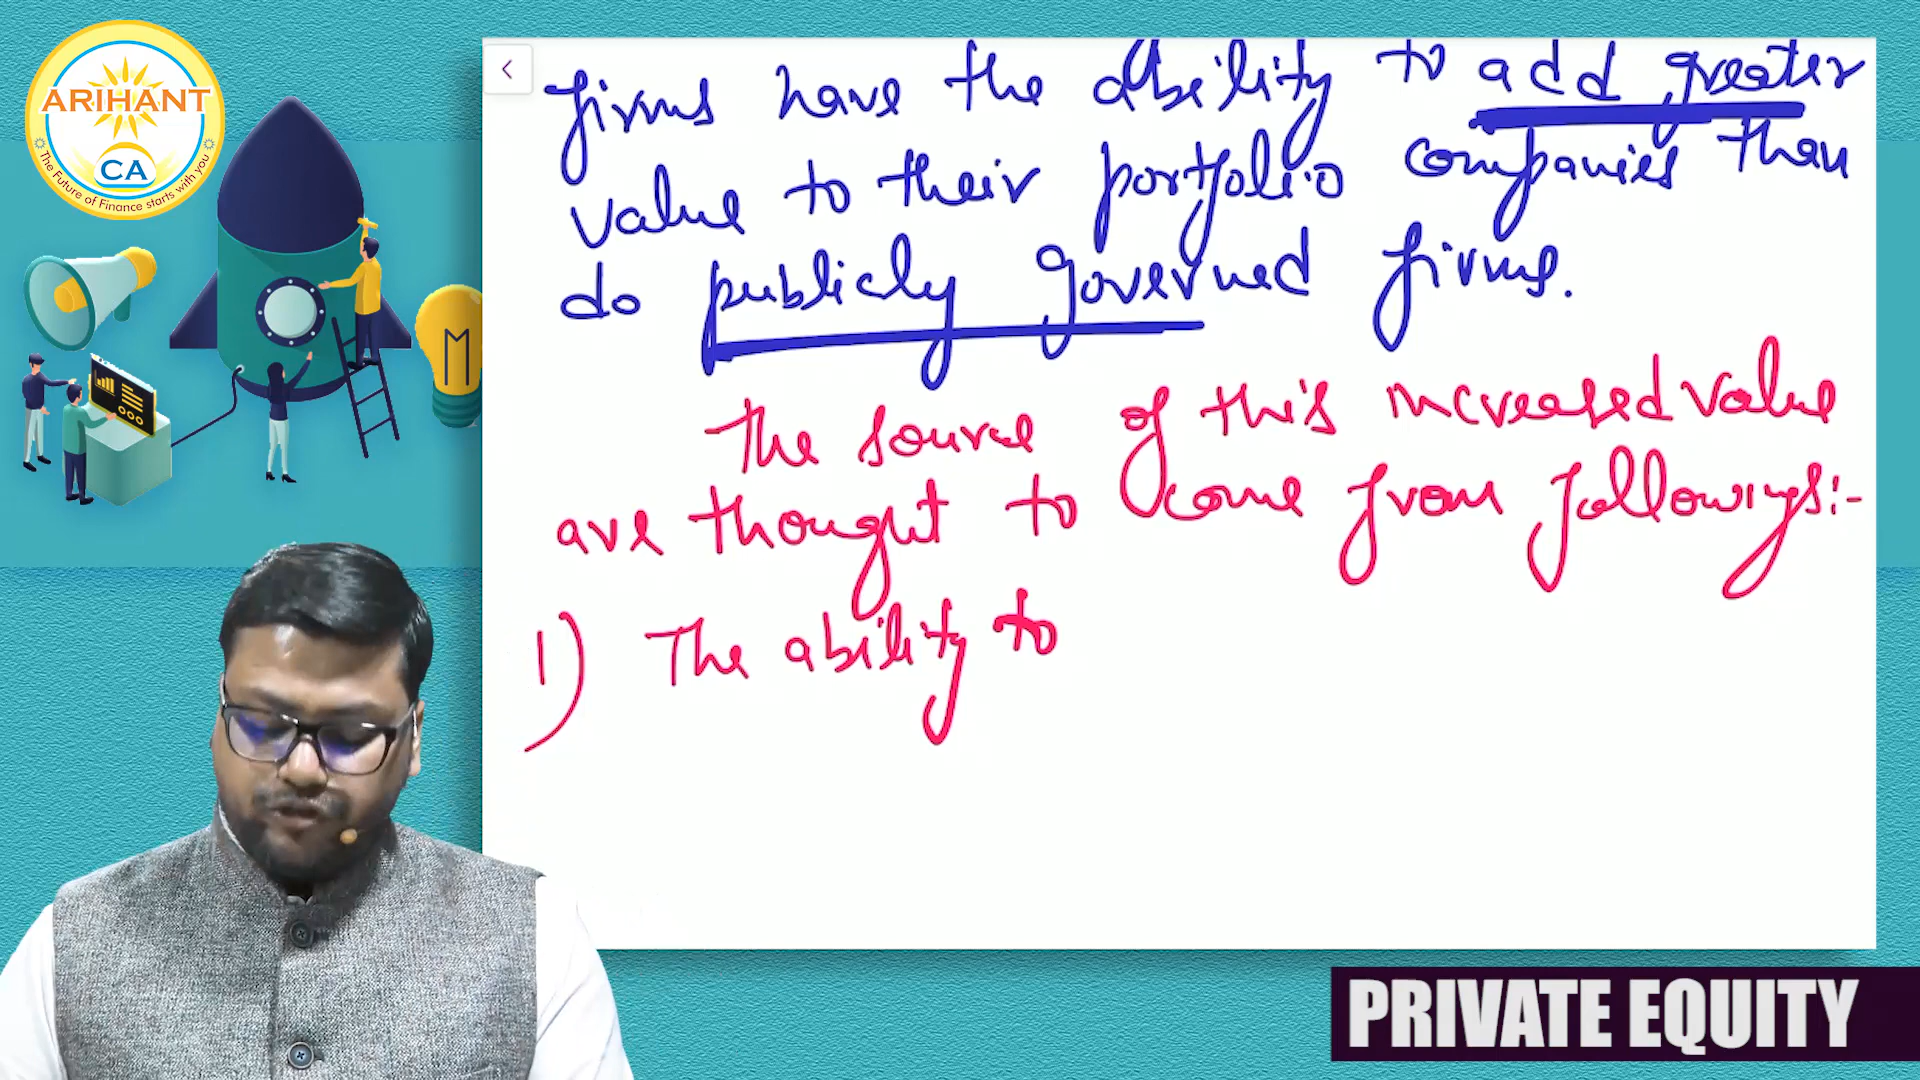 ARIHANT
CA
The Future of Finance starts with you
firms have the ability to add greater
value to their portfolio companies than
do publicly governed firms.
The source of this increased value
are thought to come from followings:-
1) The ability to
PRIVATE EQUITY